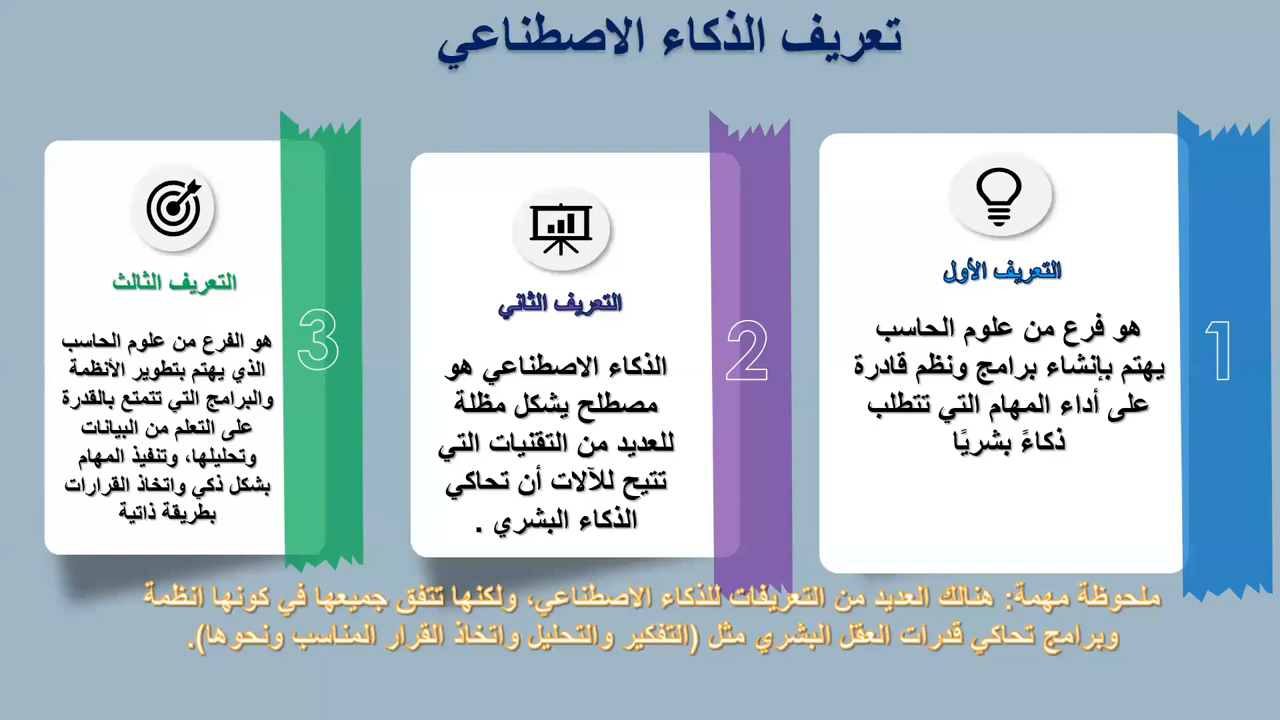 تعريف الذكاء الاصطناعي
1
التعريف الأول
هو فرع من علوم الحاسب
يهتم بإنشاء برامج ونظم قادرة
على أداء المهام التي تتطلب
ذكاءً بشريًا
2
التعريف الثاني
الذكاء الاصطناعي هو
مصطلح يشكل مظلة
للعديد من التقنيات التي
تتيح للآلات أن تحاكي
الذكاء البشري .
3
التعريف الثالث
هو الفرع من علوم الحاسب
الذي يهتم بتطوير الأنظمة
والبرامج التي تتمتع بالقدرة
على التعلم من البيانات
وتحليلها، وتنفيذ المهام
بشكل ذكي واتخاذ القرارات
بطريقة ذاتية
ملحوظة مهمة: هنالك العديد من التعريفات للذكاء الاصطناعي، ولكنها تتفق جميعها في كونها انظمة
وبرامج تحاكي قدرات العقل البشري مثل (التفكير والتحليل واتخاذ القرار المناسب ونحوها).